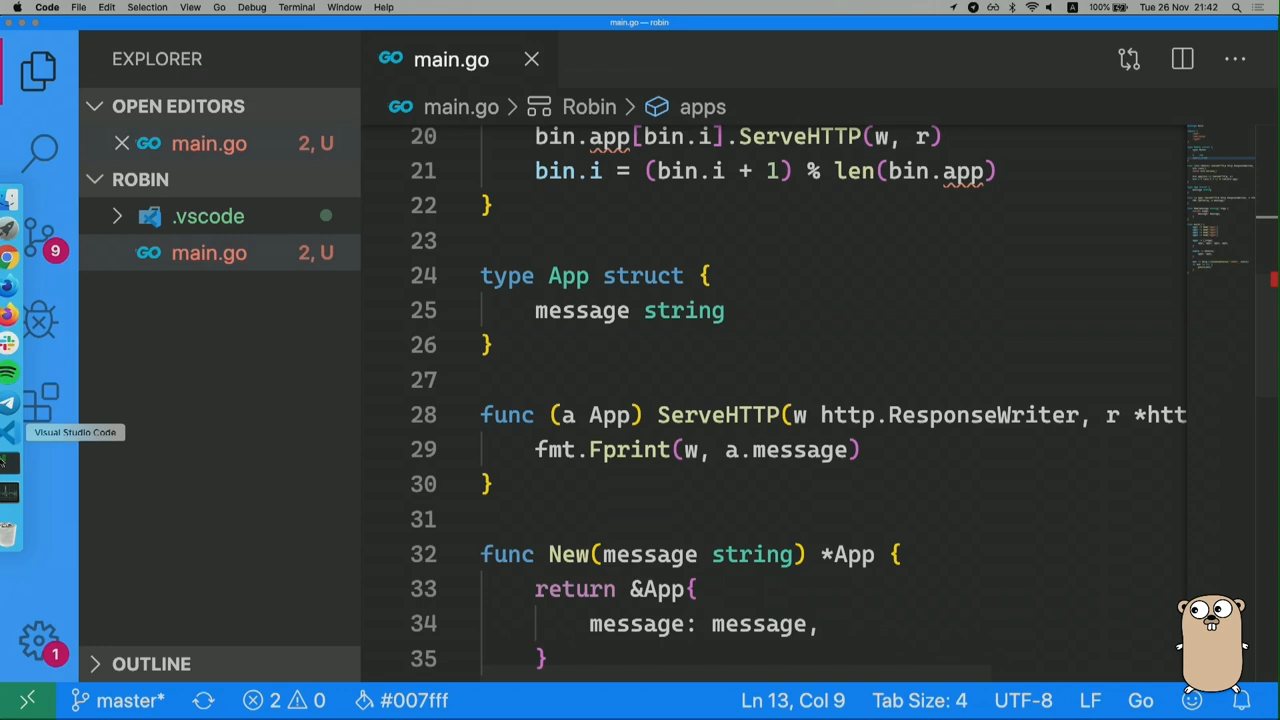 Code File Edit Selection View Go Debug Terminal Window Help 100% Tue 26 Nov 21:42
main.go — robin
EXPLORER
GO main.go
OPEN EDITORS
GO main.go 2, U
ROBIN
.vscode
GO main.go 2, U
9
Visual Studio Code
1
OUTLINE
GO main.go > Robin > apps
20 bin.app[bin.i].ServeHTTP(w, r)
21 bin.i = (bin.i + 1) % len(bin.app)
22 }
23
24 type App struct {
25 message string
26 }
27
28 func (a App) ServeHTTP(w http.ResponseWriter, r *htt
29 fmt.Fprint(w, a.message)
30 }
31
32 func New(message string) *App {
33 return &App{
34 message: message,
35 }
master* 2 0 #007fff Ln 13, Col 9 Tab Size: 4 UTF-8 LF Go